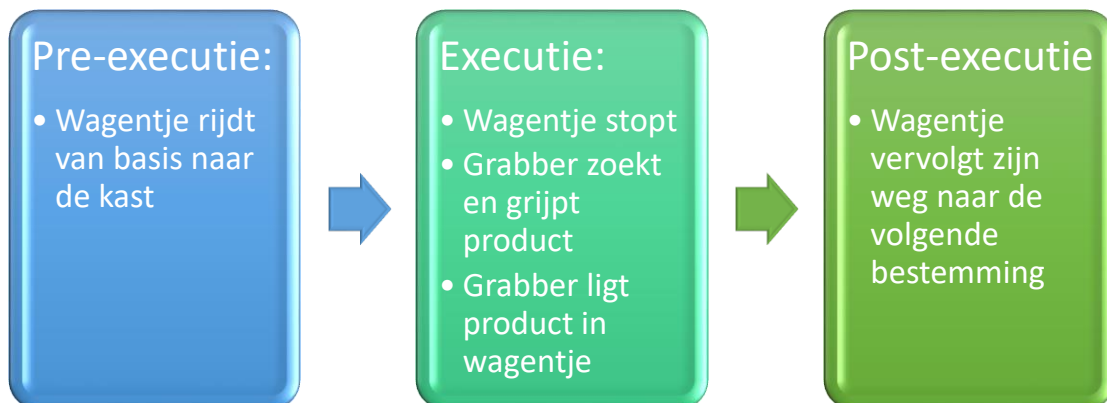 Pre-executie:
• Wagentje rijdt
van basis naar
de kast
Executie:
• Wagentje stopt
• Grabber zoekt
en grijpt
product
• Grabber ligt
product in
wagentje
Post-executie
• Wagentje
vervolgt zijn
weg naar de
volgende
bestemming